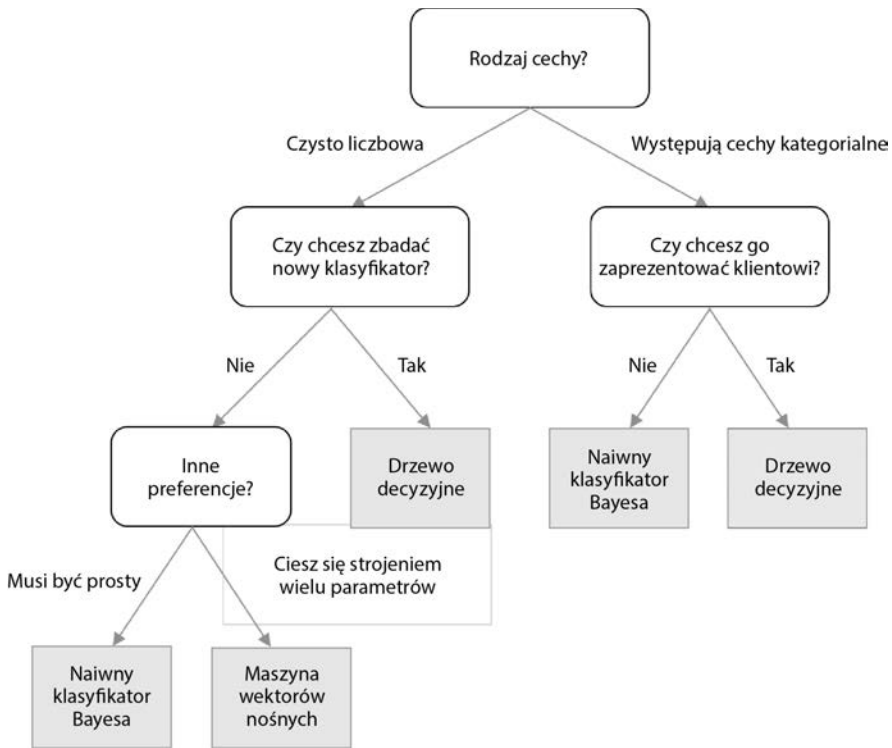 Rodzaj cechy?
Czysto liczbowa
Występują cechy kategorialne
Czy chcesz zbadać
nowy klasyfikator?
Czy chcesz go
zaprezentować klientowi?
Nie
Tak
Nie
Tak
Inne
preferencje?
Drzewo
decyzyjne
Naiwny
klasyfikator
Bayesa
Drzewo
decyzyjne
Musi być prosty
Ciesz się strojeniem
wielu parametrów
Naiwny
klasyfikator
Bayesa
Maszyna
wektorów
nośnych